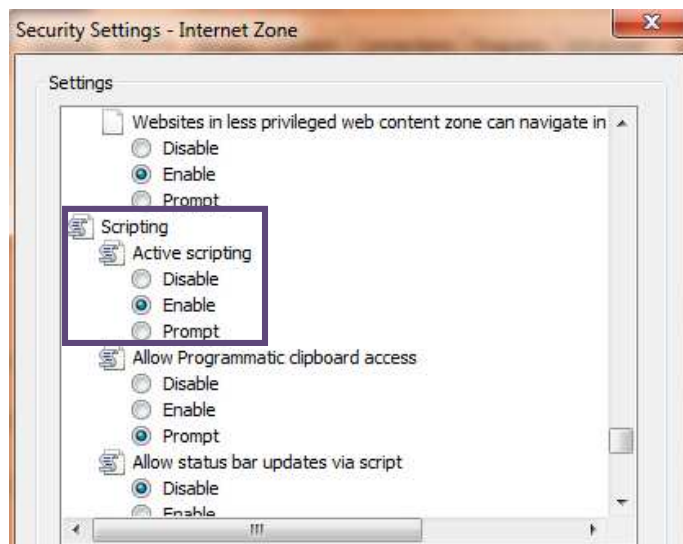 Security Settings - Internet Zone
Settings
Websites in less privileged web content zone can navigate in
Disable
Enable
Prompt
Scripting
Active scripting
Disable
Enable
Prompt
Allow Programmatic clipboard access
Disable
Enable
Prompt
Allow status bar updates via script
Disable
Enable